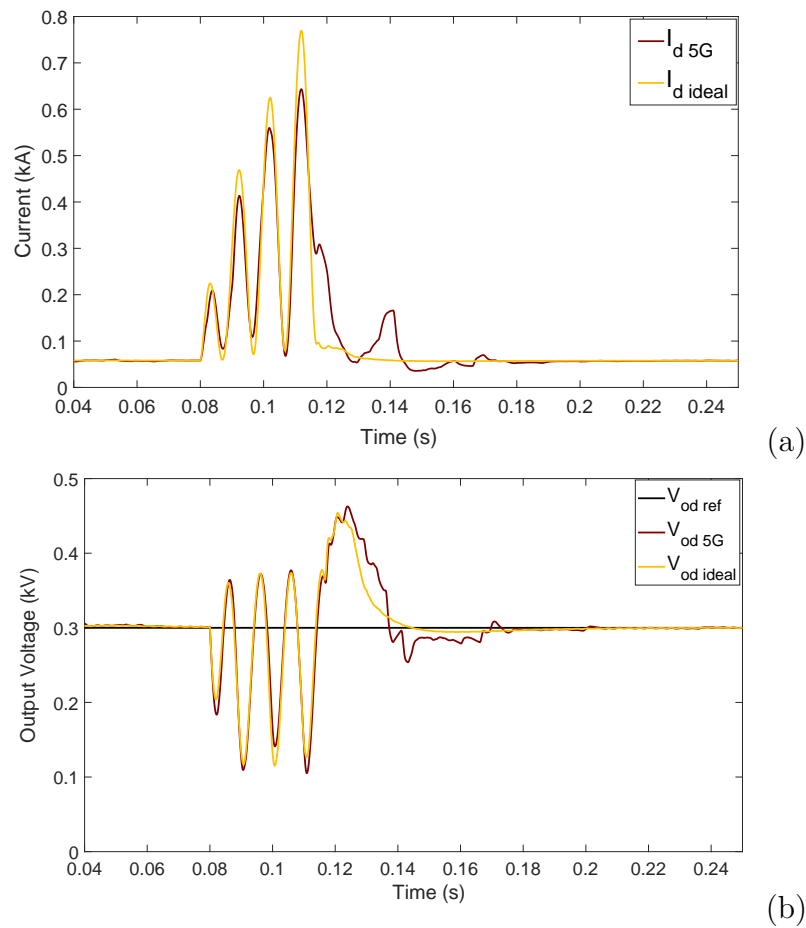 0.8
0.7
0.6
0.5
0.4
0.3
0.2
0.1
0
Current (kA)
I d 5G
I d ideal
0.04 0.06 0.08 0.1 0.12 0.14 0.16 0.18 0.2 0.22 0.24
Time (s)
(a)
0.5
0.4
0.3
0.2
0.1
0
Output Voltage (kV)
V od ref
V od 5G
V od ideal
0.04 0.06 0.08 0.1 0.12 0.14 0.16 0.18 0.2 0.22 0.24
Time (s)
(b)